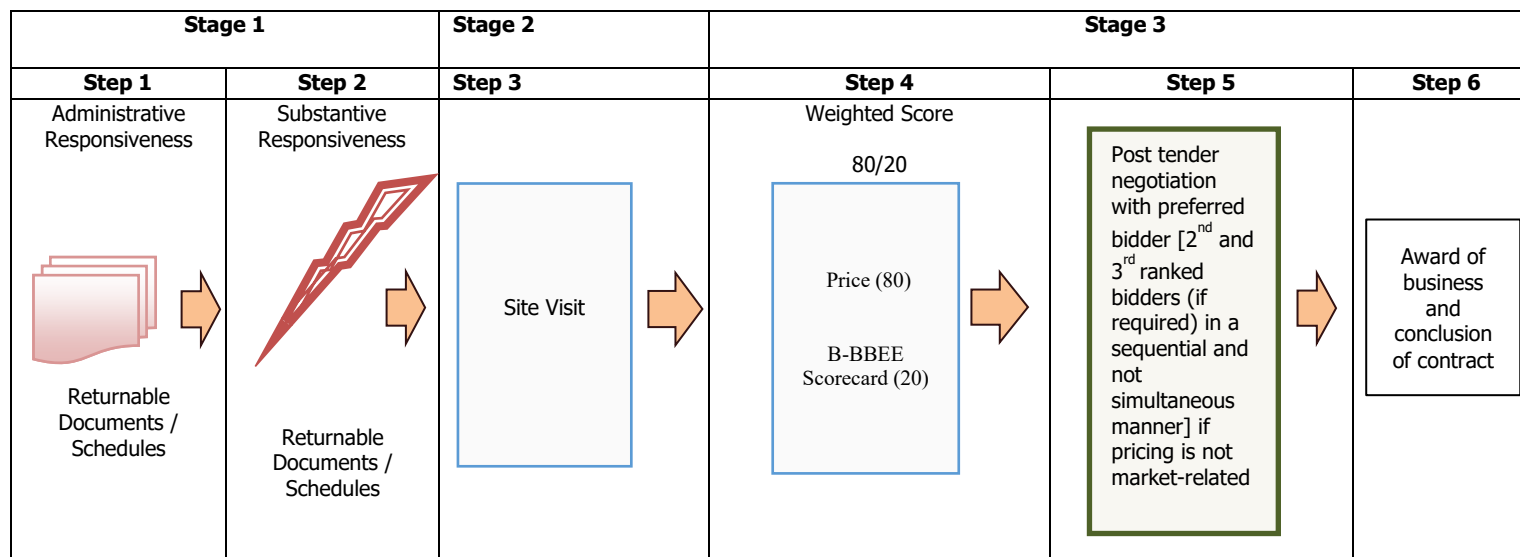 Stage 1
Stage 2
Stage 3
Step 1
Step 2
Step 3
Step 4
Step 5
Step 6
Administrative
Responsiveness
Returnable
Documents /
Schedules
Substantive
Responsiveness
Returnable
Documents /
Schedules
Site Visit
Weighted Score
80/20
Price (80)
B-BBEE
Scorecard (20)
Post tender
negotiation
with preferred
bidder [2nd and
3rd ranked
bidders (if
required) in a
sequential and
not
simultaneous
manner] if
pricing is not
market-related
Award of
business
and
conclusion
of contract